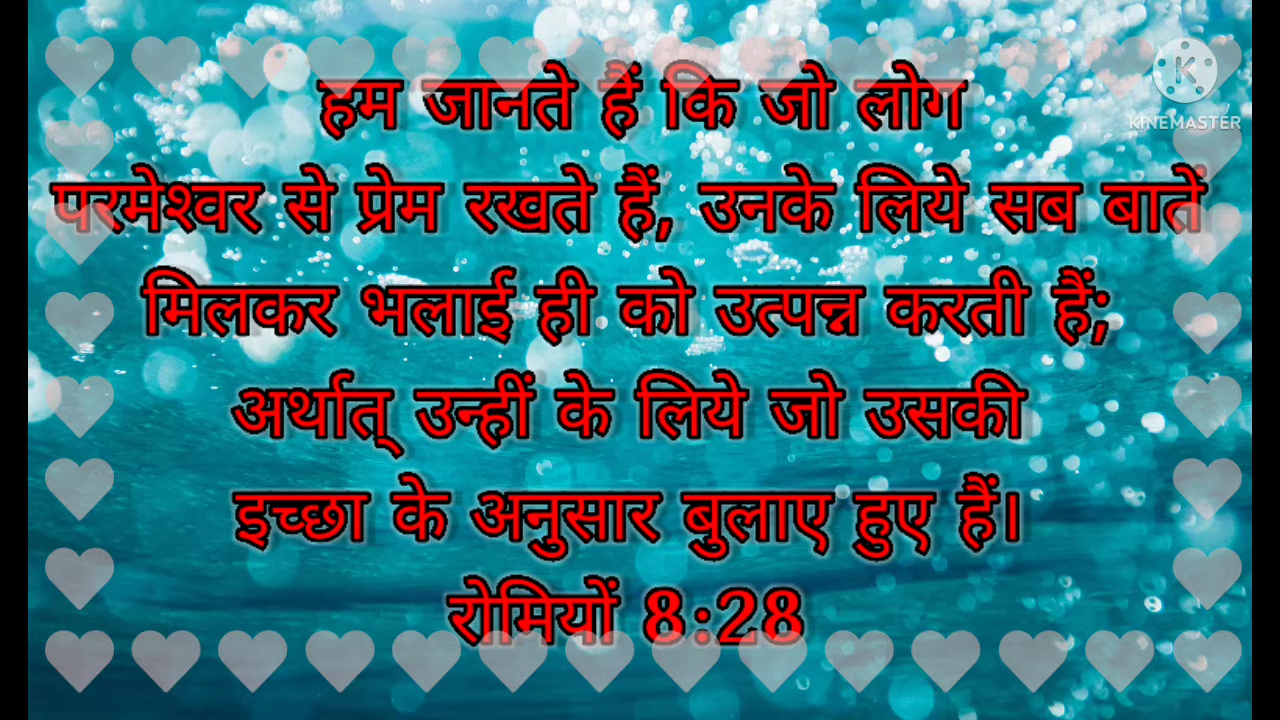 हम जानते हैं कि जो लोग
परमेश्वर से प्रेम रखते हैं, उनके लिये सब बातें
मिलकर भलाई ही को उत्पन्न करती हैं;
अर्थात् उन्हीं के लिये जो उसकी
इच्छा के अनुसार बुलाए हुए हैं।
रोमियों 8:28
K
KINEMASTER